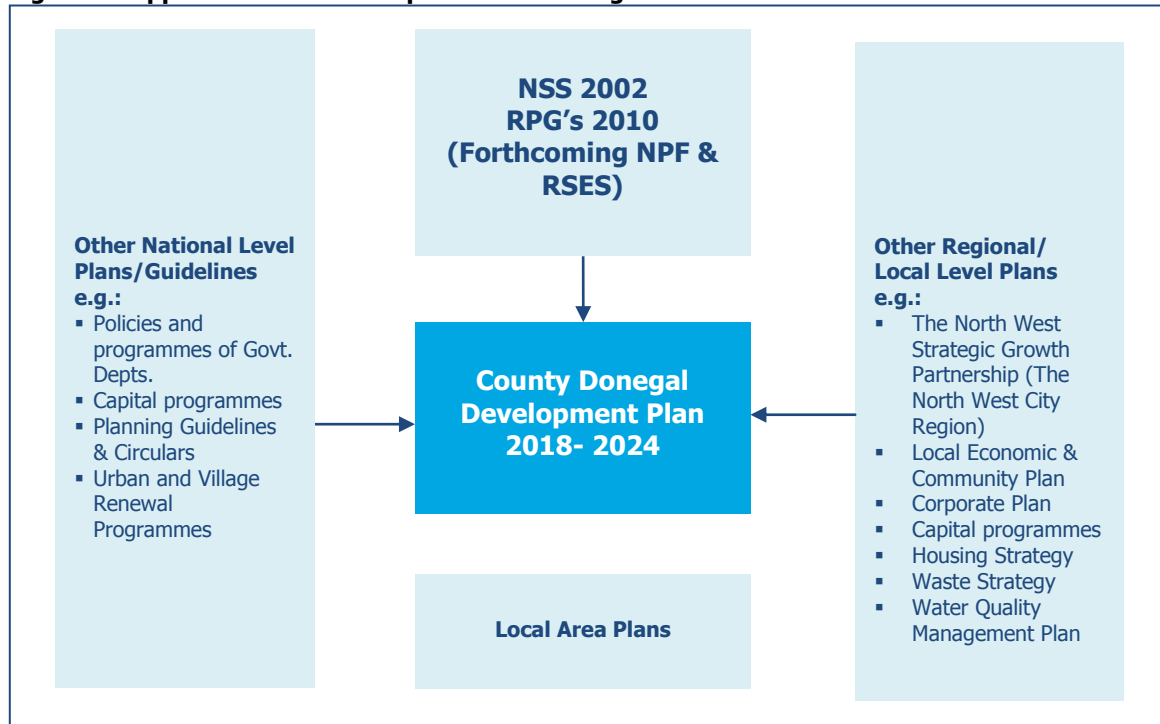 NSS 2002
RPG's 2010
(Forthcoming NPF &
RSES)
Other National Level
Plans/Guidelines
e.g.:
▪ Policies and
programmes of Govt.
Depts.
▪ Capital programmes
▪ Planning Guidelines
& Circulars
▪ Urban and Village
Renewal
Programmes
County Donegal
Development Plan
2018- 2024
Local Area Plans
Other Regional/
Local Level Plans
e.g.:
▪ The North West
Strategic Growth
Partnership (The
North West City
Region)
▪ Local Economic &
Community Plan
▪ Corporate Plan
▪ Capital programmes
▪ Housing Strategy
▪ Waste Strategy
▪ Water Quality
Management Plan